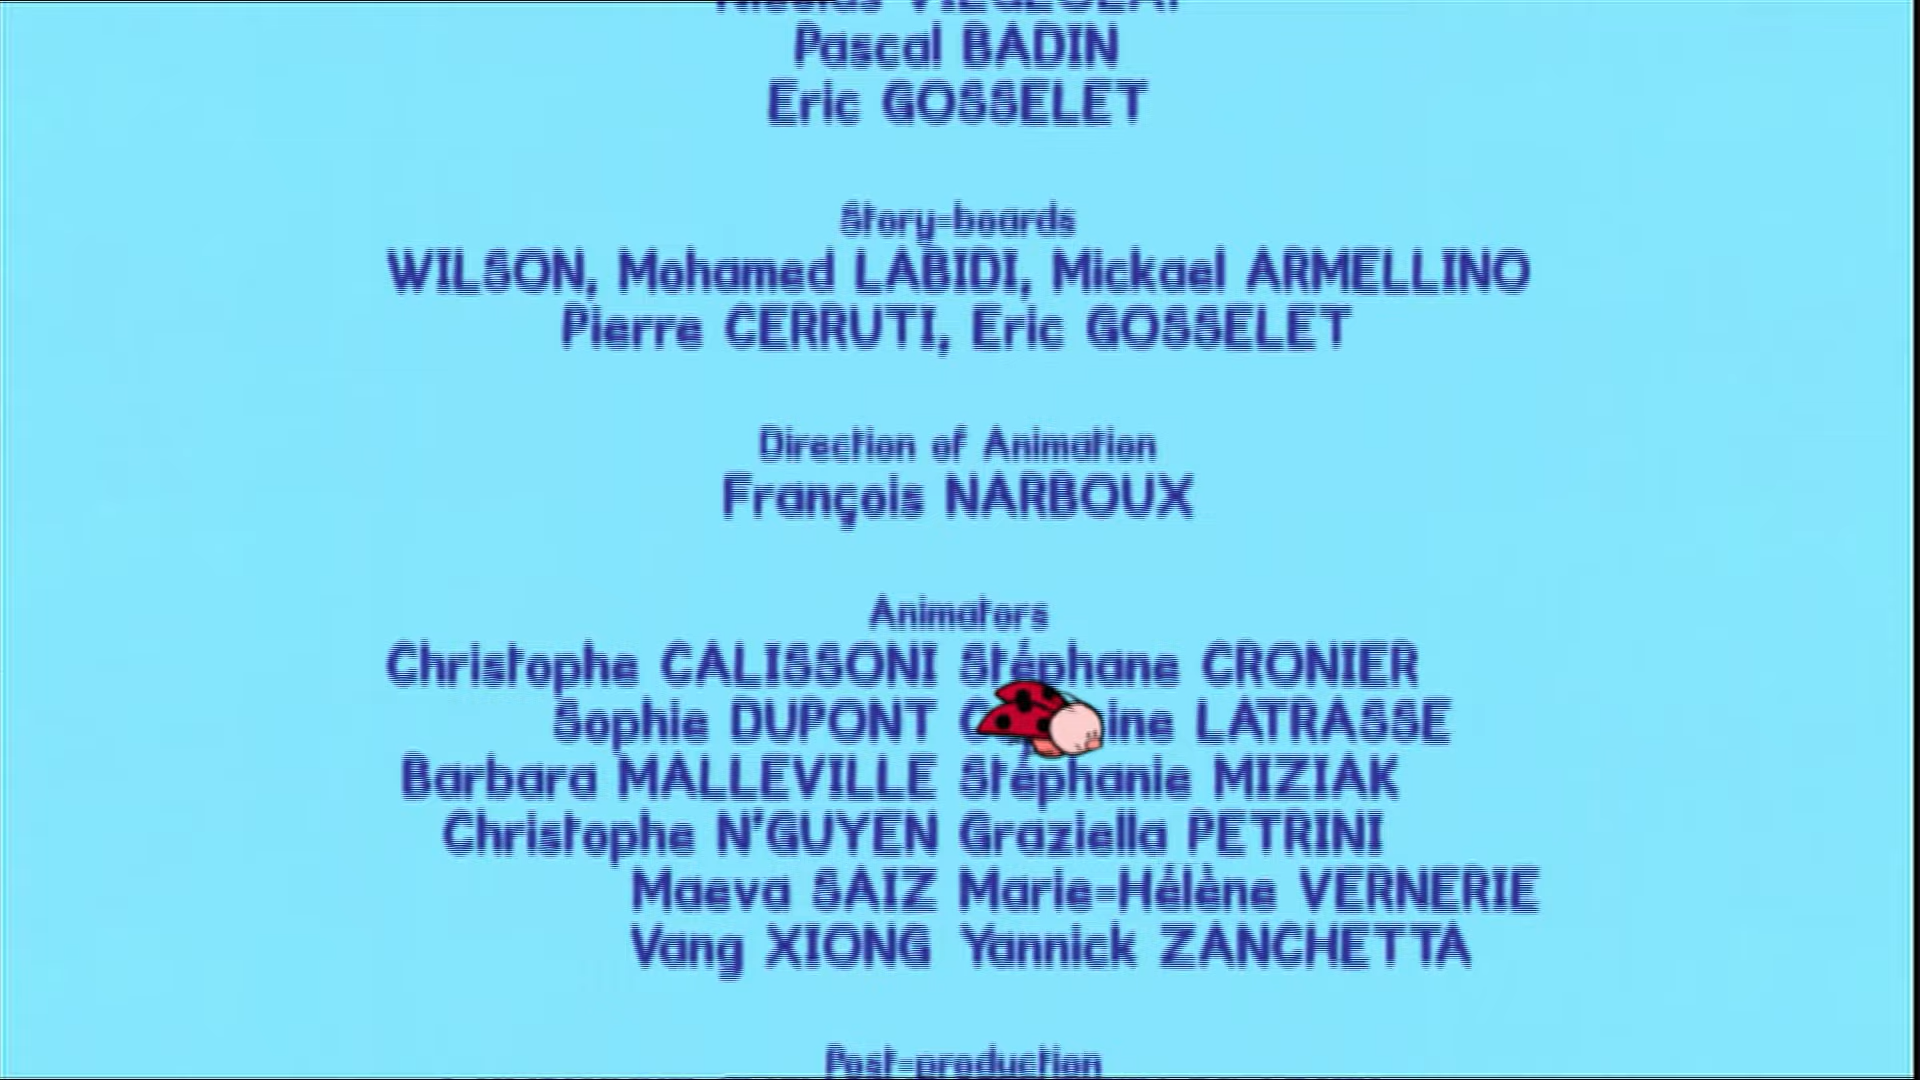 Pascal BADIN
Eric GOSSELET
Story-boards
WILSON, Mohamed LABIDI, Mickael ARMELLINO
Pierre CERRUTI, Eric GOSSELET
Direction of Animation
François NARBOUX
Animators
Christophe CALISSONI Stéphane CRONIER
Sophie DUPONT LATRASSE
Barbara MALLEVILLE Stéphanie MIZIAK
Christophe N'GUYEN Graziella PETRINI
Maeva SAIZ Marie-Hélène VERNERIE
Vang XIONG Yannick ZANCHETTA
Post-production